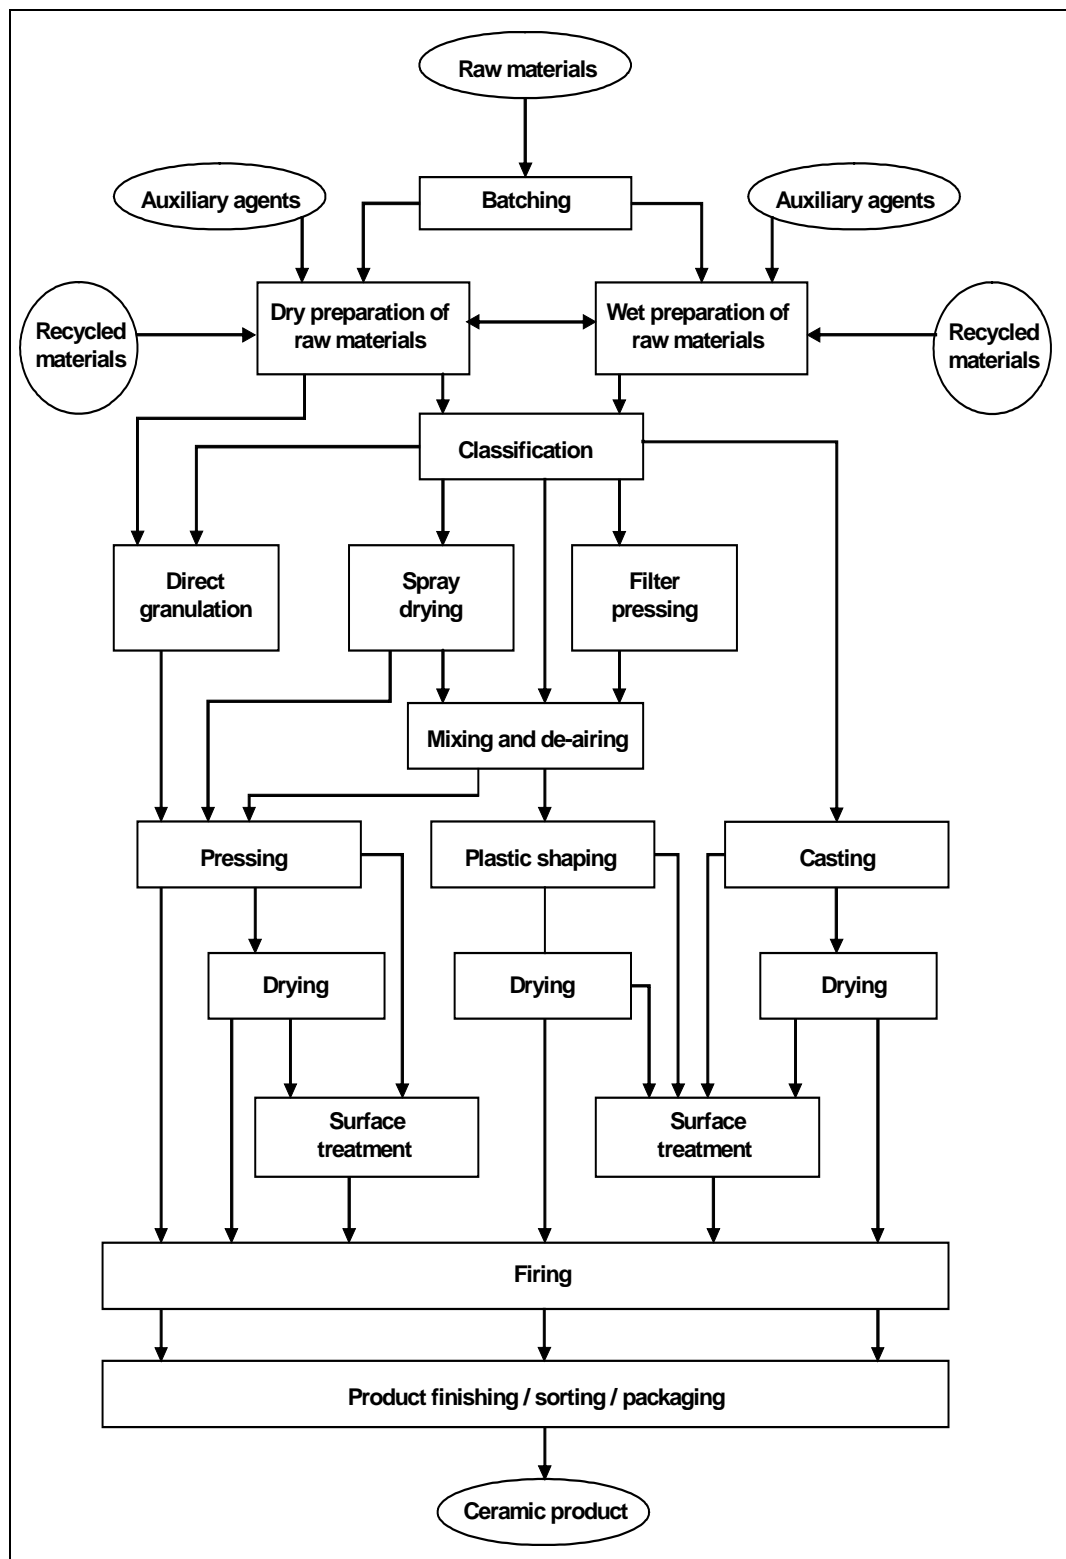 Raw materials
Auxiliary agents
Batching
Auxiliary agents
Recycled
materials
Dry preparation of
raw materials
Wet preparation of
raw materials
Recycled
materials
Classification
Direct
granulation
Spray
drying
Filter
pressing
Mixing and de-airing
Pressing
Plastic shaping
Casting
Drying
Drying
Drying
Surface
treatment
Surface
treatment
Firing
Product finishing / sorting / packaging
Ceramic product